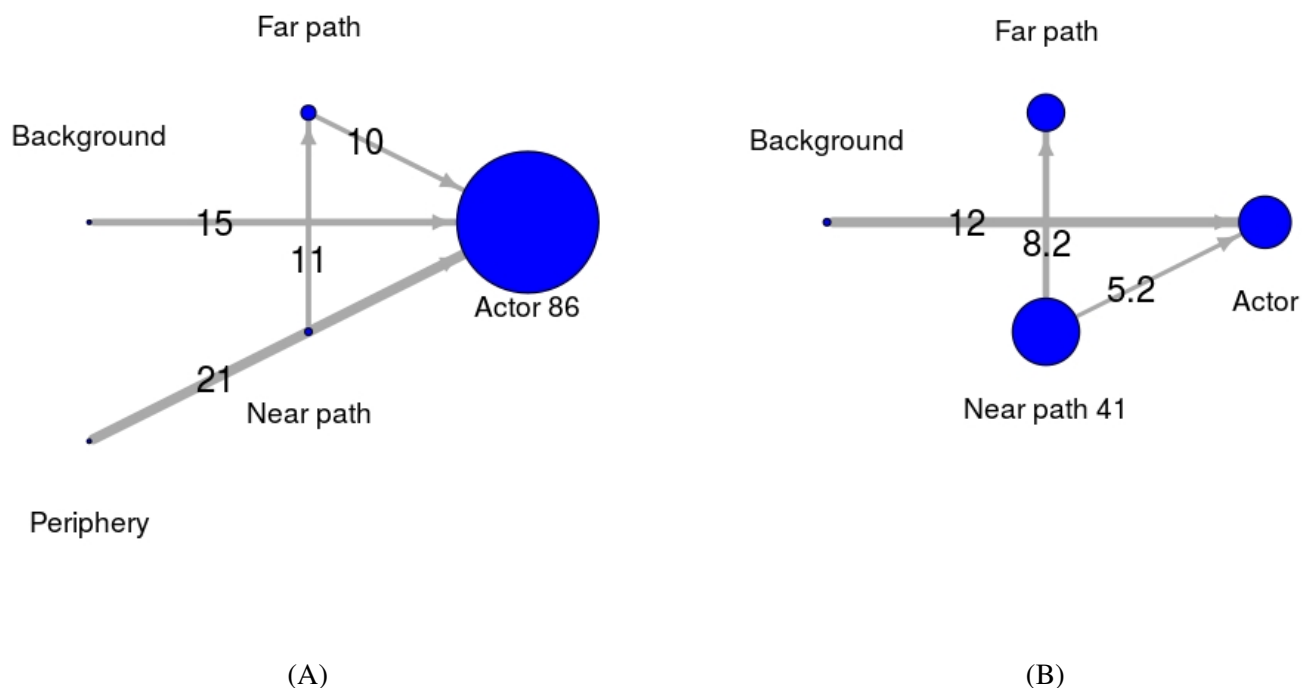 Far path
Background
10
15
11
Actor 86
21
Near path
Periphery
(A)
Far path
Background
12
8.2
5.2
Actor
Near path 41
(B)